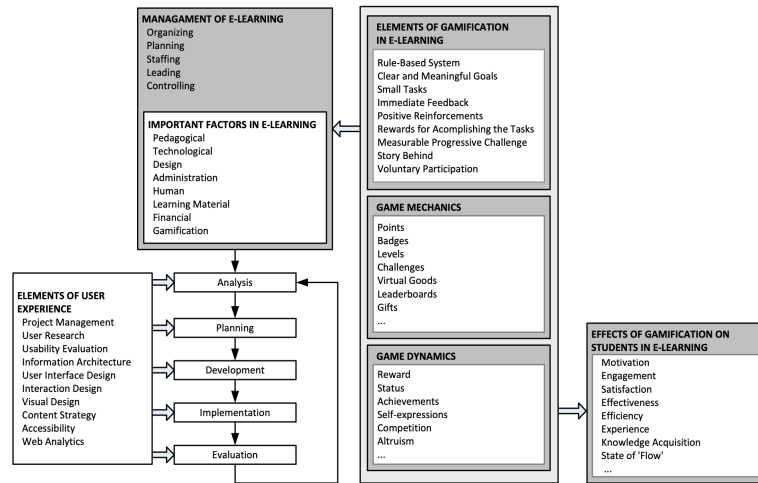 MANAGAMENT OF E-LEARNING
Organizing
Planning
Staffing
Leading
Controlling
IMPORTANT FACTORS IN E-LEARNING
Pedagogical
Technological
Design
Administration
Human
Learning Material
Financial
Gamification
ELEMENTS OF GAMIFICATION
IN E-LEARNING
Rule-Based System
Clear and Meaningful Goals
Small Tasks
Immediate Feedback
Positive Reinforcements
Rewards for Acomplishing the Tasks
Measurable Progressive Challenge
Story Behind
Voluntary Participation
GAME MECHANICS
Points
Badges
Levels
Challenges
Virtual Goods
Leaderboards
Gifts
...
GAME DYNAMICS
Reward
Status
Achievements
Self-expressions
Competition
Altruism
...
ELEMENTS OF USER
EXPERIENCE
Project Management
User Research
Usability Evaluation
Information Architecture
User Interface Design
Interaction Design
Visual Design
Content Strategy
Accessibility
Web Analytics
Analysis
Planning
Development
Implementation
Evaluation
EFFECTS OF GAMIFICATION ON
STUDENTS IN E-LEARNING
Motivation
Engagement
Satisfaction
Effectiveness
Efficiency
Experience
Knowledge Acquisition
State of 'Flow'
...